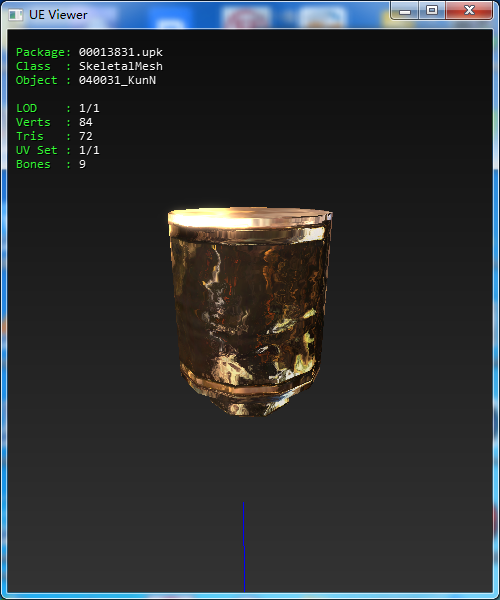 UE Viewer
Package: 00013831.upk
Class  : SkeletalMesh
Object : 040031_KunN
LOD    : 1/1
Verts  : 84
Tris   : 72
UV Set : 1/1
Bones  : 9